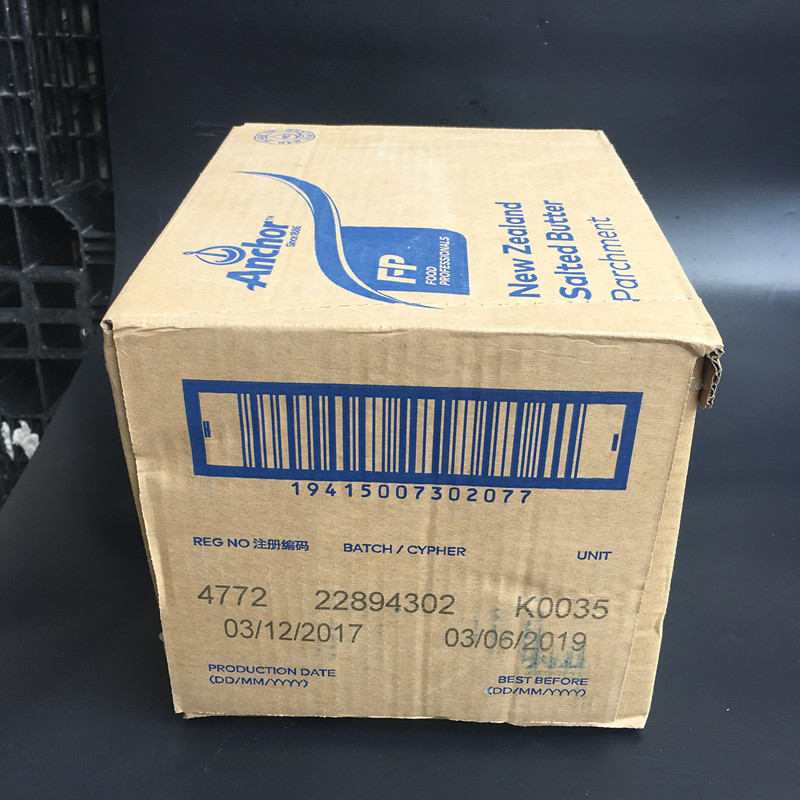 Anchor™
Since 1886
FP
FOOD
PROFESSIONALS
New Zealand
Salted Butter
Parchment
19415007302077
REG NO 注册编码 BATCH / CYPHER UNIT
4772 22894302 K0035
03/12/2017 03/06/2019
PRODUCTION DATE
(DD/MM/YYYY)
BEST BEFORE
(DD/MM/YYYY)